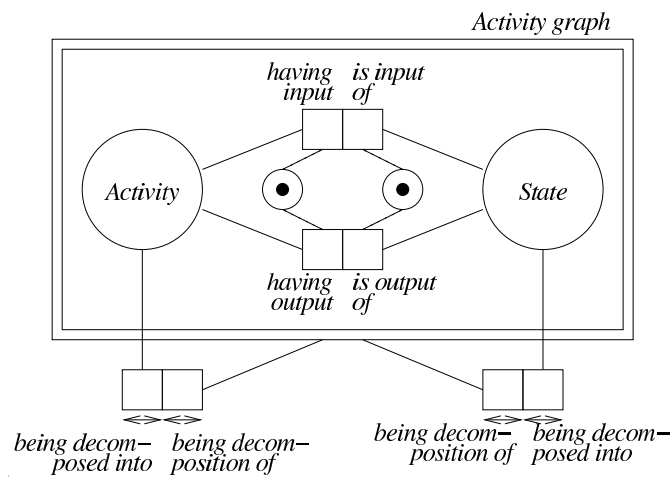 Activity graph
having is input
input of
Activity
State
having is output
output of
being decom−
posed into
being decom−
position of
being decom−
position of
being decom−
posed into